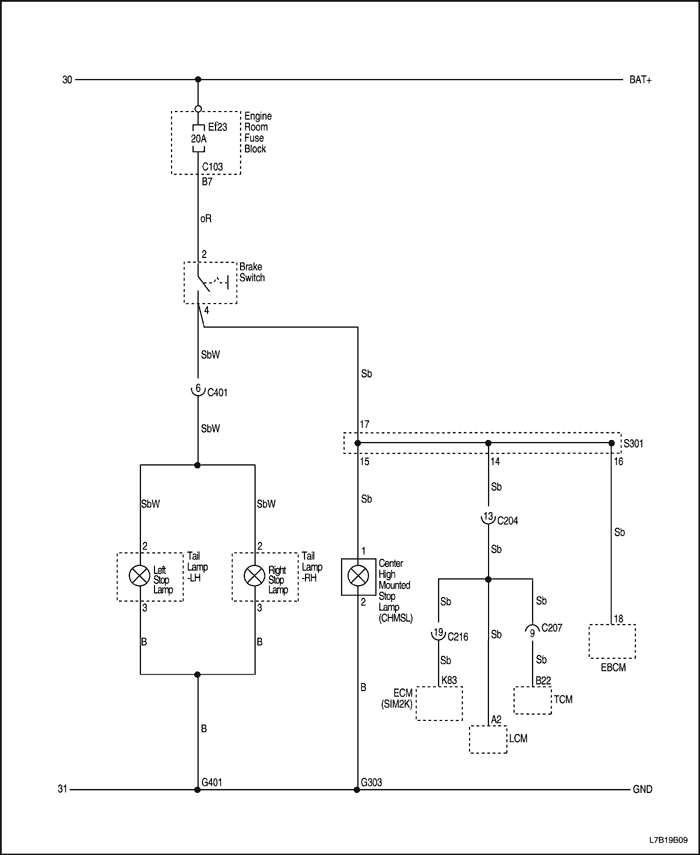 30 BAT+
Ef23
20A
Engine
Room
Fuse
Block
C103
B7
oR
2
Brake
Switch
4
SbW
Sb
6 C401
SbW
17
S301
15 14 16
SbW SbW Sb Sb
13 C204
Sb Sb
2 2 1
Left
Stop
Lamp
Tail
Lamp
-LH
Right
Stop
Lamp
Tail
Lamp
-RH
Center
High
Mounted
Stop
Lamp
(CHMSL)
3 3 2
Sb Sb
18
19 C216
Sb
9 C207
B B
Sb Sb
EBCM
K83 B22
ECM
(SIM2K)
B
TCM
A2
LCM
B
G401 G303
31 GND
L7B19B09